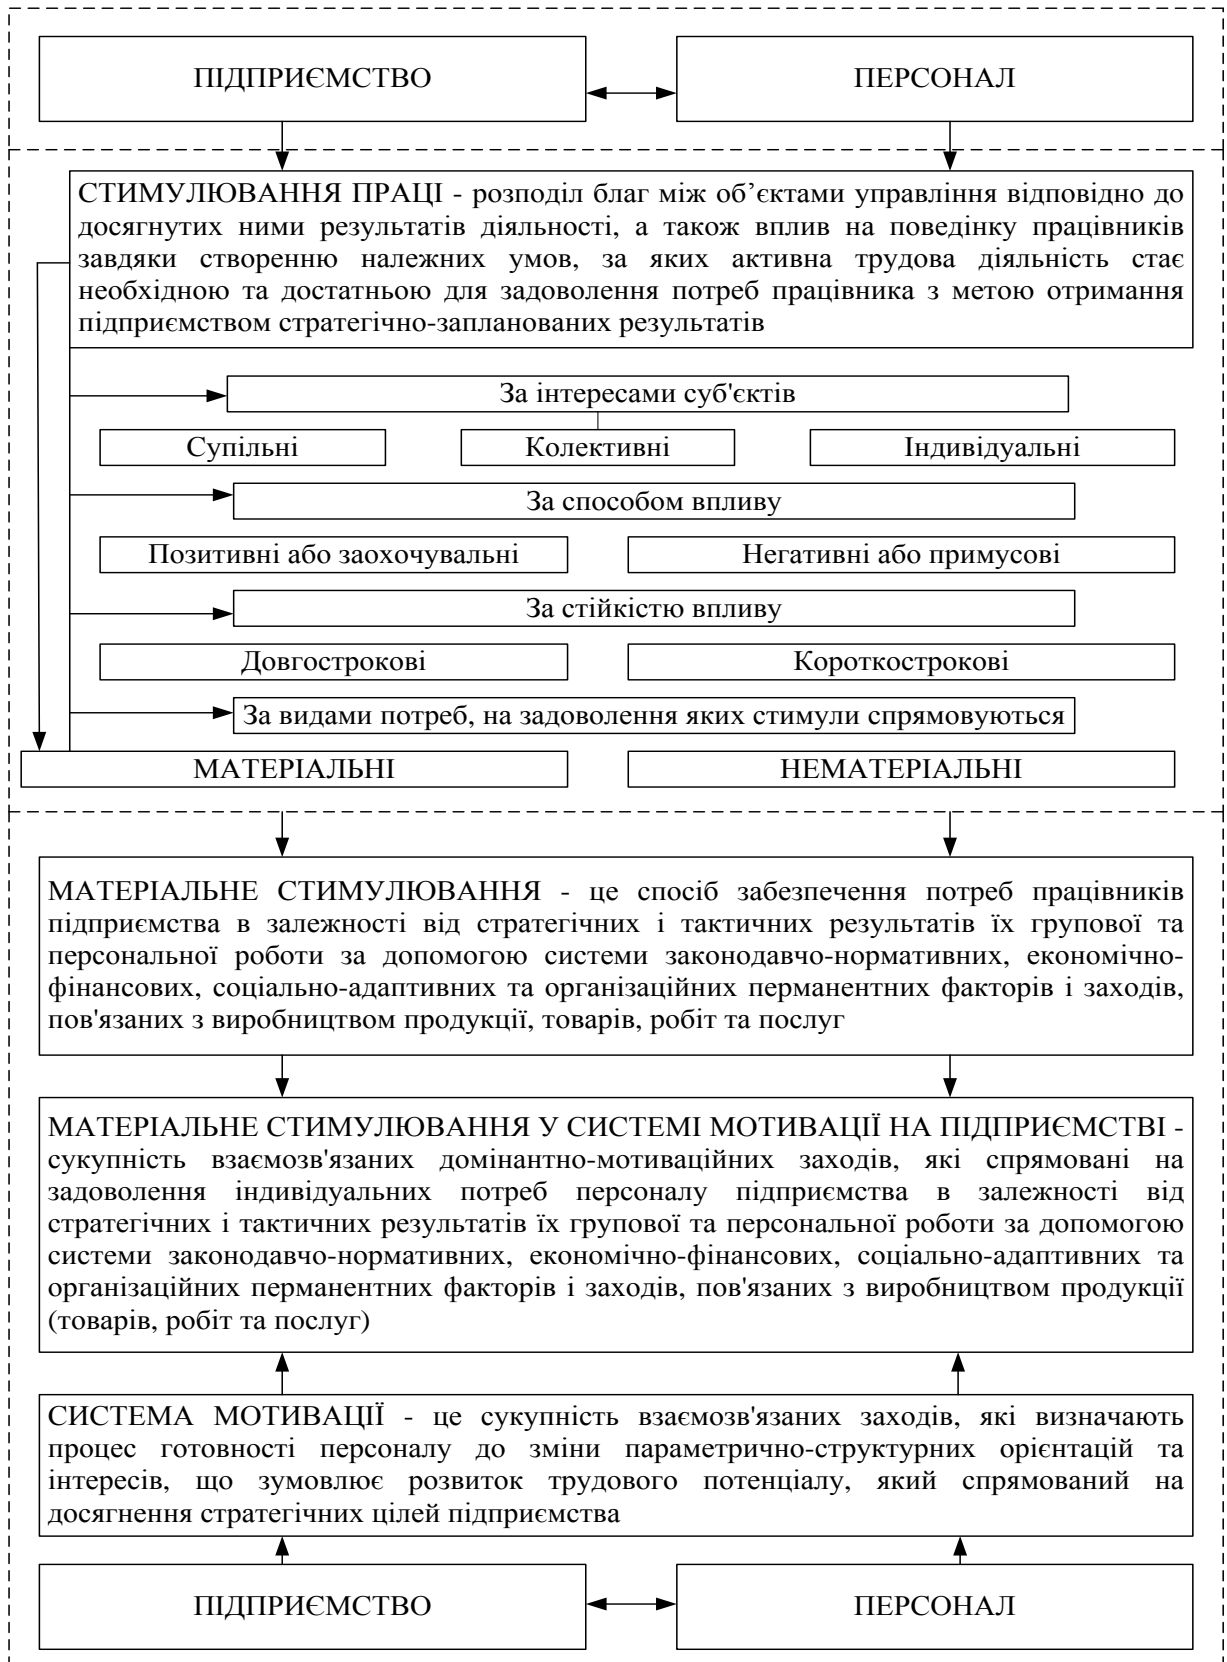 ПІДПРИЄМСТВО
ПЕРСОНАЛ
СТИМУЛЮВАННЯ ПРАЦІ - розподіл благ між об’єктами управління відповідно до
досягнутих ними результатів діяльності, а також вплив на поведінку працівників
завдяки створенню належних умов, за яких активна трудова діяльність стає
необхідною та достатньою для задоволення потреб працівника з метою отримання
підприємством стратегічно-запланованих результатів
За інтересами суб'єктів
Супільні
Колективні
Індивідуальні
За способом впливу
Позитивні або заохочувальні
Негативні або примусові
За стійкістю впливу
Довгострокові
Короткострокові
За видами потреб, на задоволення яких стимули спрямовуються
МАТЕРІАЛЬНІ
НЕМАТЕРІАЛЬНІ
МАТЕРІАЛЬНЕ СТИМУЛЮВАННЯ - це спосіб забезпечення потреб працівників
підприємства в залежності від стратегічних і тактичних результатів їх групової та
персональної роботи за допомогою системи законодавчо-нормативних, економічно-
фінансових, соціально-адаптивних та організаційних перманентних факторів і заходів,
пов'язаних з виробництвом продукції, товарів, робіт та послуг
МАТЕРІАЛЬНЕ СТИМУЛЮВАННЯ У СИСТЕМІ МОТИВАЦІЇ НА ПІДПРИЄМСТВІ -
сукупність взаємозв'язаних домінантно-мотиваційних заходів, які спрямовані на
задоволення індивідуальних потреб персоналу підприємства в залежності від
стратегічних і тактичних результатів їх групової та персональної роботи за допомогою
системи законодавчо-нормативних, економічно-фінансових, соціально-адаптивних та
організаційних перманентних факторів і заходів, пов'язаних з виробництвом продукції
(товарів, робіт та послуг)
СИСТЕМА МОТИВАЦІЇ - це сукупність взаємозв'язаних заходів, які визначають
процес готовності персоналу до зміни параметрично-структурних орієнтацій та
інтересів, що зумовлює розвиток трудового потенціалу, який спрямований на
досягнення стратегічних цілей підприємства
ПІДПРИЄМСТВО
ПЕРСОНАЛ